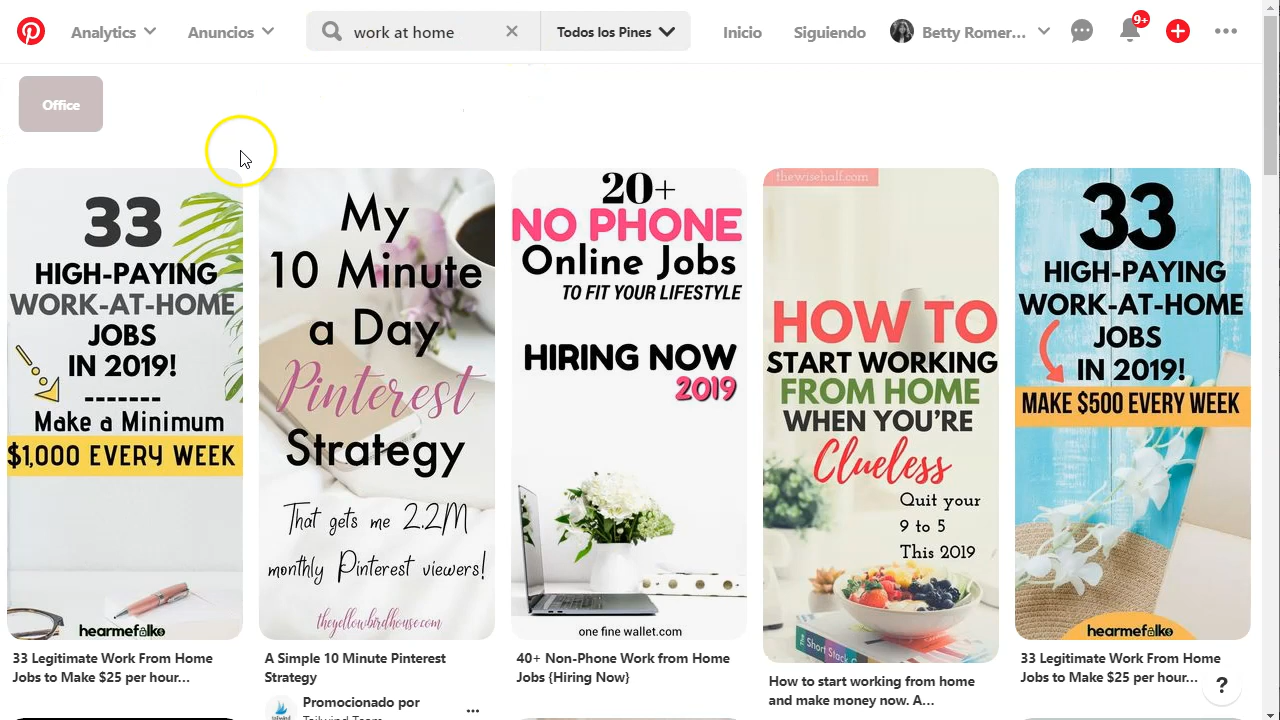 Analytics
Anuncios
work at home
Todos los Pines
Inicio
Siguiendo
Betty Romer...
9+
Office
33
HIGH-PAYING
WORK-AT-HOME
JOBS
IN 2019!
-------
Make a Minimum
$1,000 EVERY WEEK
hearmefolks
33 Legitimate Work From Home
Jobs to Make $25 per hour...
My
10 Minute
a Day
Pinterest
Strategy
That gets me 2.2M
monthly Pinterest viewers!
theyellowbirdhouse.com
A Simple 10 Minute Pinterest
Strategy
Promocionado por
Tailwind Team
20+
NO PHONE
Online Jobs
TO FIT YOUR LIFESTYLE
HIRING NOW
2019
one fine wallet.com
40+ Non-Phone Work from Home
Jobs {Hiring Now}
thewisehalf.com
HOW TO
START WORKING
FROM HOME
WHEN YOU'RE
Clueless
Quit your
9 to 5
This 2019
Short Stack
How to start working from home
and make money now. A...
33
HIGH-PAYING
WORK-AT-HOME
JOBS
IN 2019!
MAKE $500 EVERY WEEK
hearmefolks
33 Legitimate Work From Home
Jobs to Make $25 per hour...
?